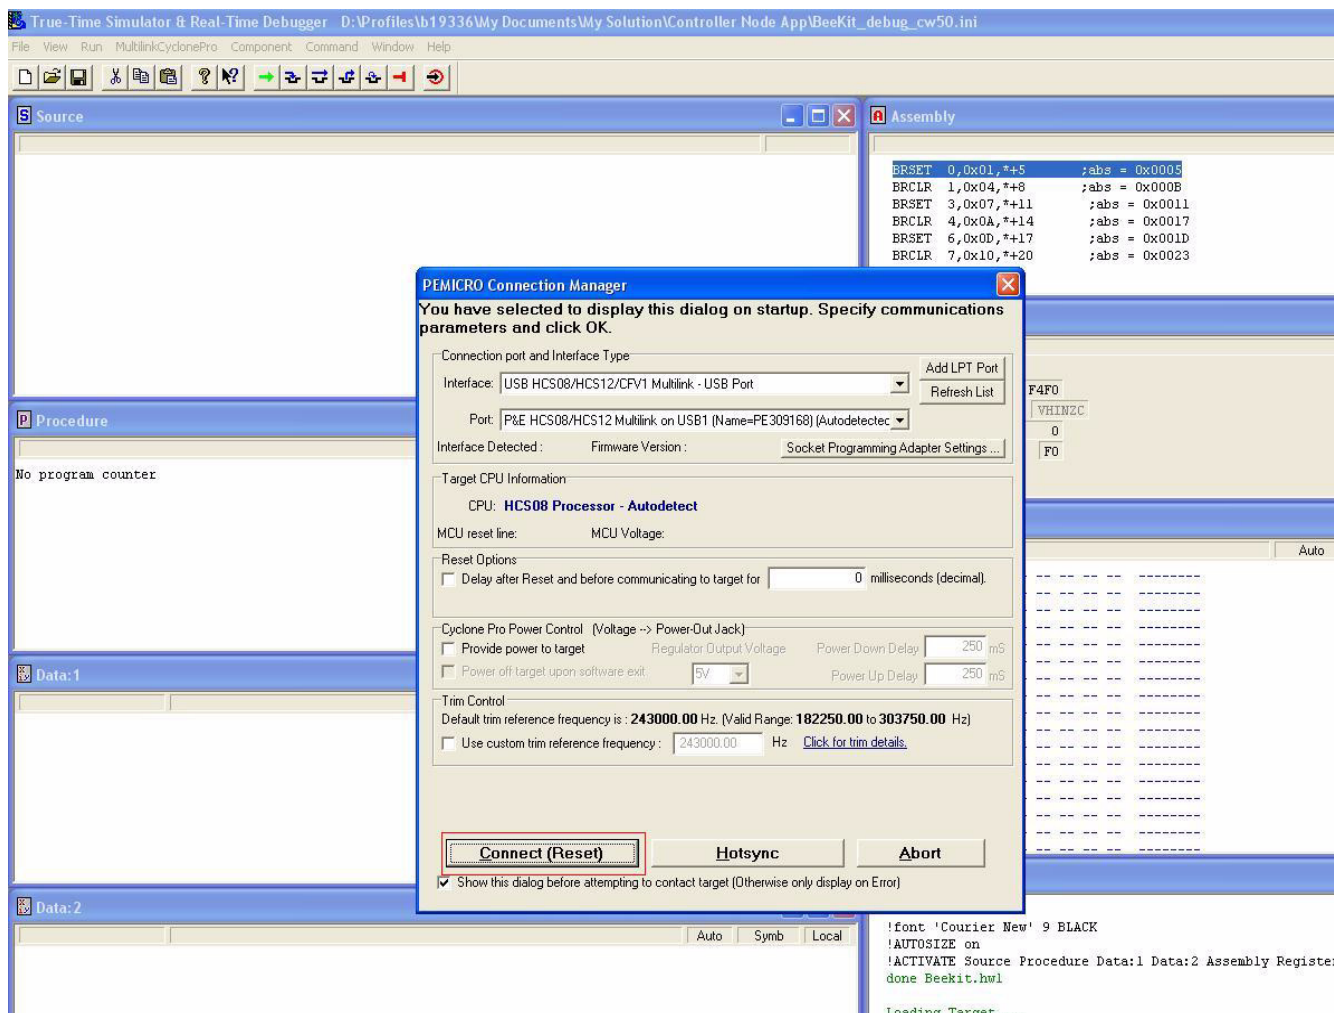 True-Time Simulator & Real-Time Debugger D:\Profiles\b19336\My Documents\My Solution\Controller Node App\BeeKit_debug_cw50.ini
File View Run MultilinkCyclonePro Component Command Window Help
Source
Assembly
BRSET 0,0x01,*+5 ;abs = 0x0005
BRCLR 1,0x04,*+8 ;abs = 0x000B
BRSET 3,0x07,*+11 ;abs = 0x0011
BRCLR 4,0x0A,*+14 ;abs = 0x0017
BRSET 6,0x0D,*+17 ;abs = 0x001D
BRCLR 7,0x10,*+20 ;abs = 0x0023
PEMICRO Connection Manager
You have selected to display this dialog on startup. Specify communications
parameters and click OK.
Connection port and Interface Type
Interface: USB HCS08/HCS12/CFV1 Multilink - USB Port
Add LPT Port
Refresh List
Port: P&E HCS08/HCS12 Multilink on USB1 (Name=PE309168) (Autodetected
Interface Detected : Firmware Version : Socket Programming Adapter Settings ...
Target CPU Information
CPU: HCS08 Processor - Autodetect
MCU reset line: MCU Voltage:
Reset Options
Delay after Reset and before communicating to target for 0 milliseconds (decimal).
Cyclone Pro Power Control (Voltage --> Power-Out Jack)
Provide power to target Regulator Output Voltage Power Down Delay 250 mS
Power off target upon software exit 5V Power Up Delay 250 mS
Trim Control
Default trim reference frequency is : 243000.00 Hz. (Valid Range: 182250.00 to 303750.00 Hz)
Use custom trim reference frequency : 243000.00 Hz Click for trim details.
Connect (Reset) Hotsync Abort
Show this dialog before attempting to contact target (Otherwise only display on Error)
F4F0
VHINZC
0
F0
Auto
Procedure
No program counter
Data:1
Data:2
Auto Symb Local
!font 'Courier New' 9 BLACK
!AUTOSIZE on
!ACTIVATE Source Procedure Data:1 Data:2 Assembly Registe
done Beekit.hwl
Loading Target